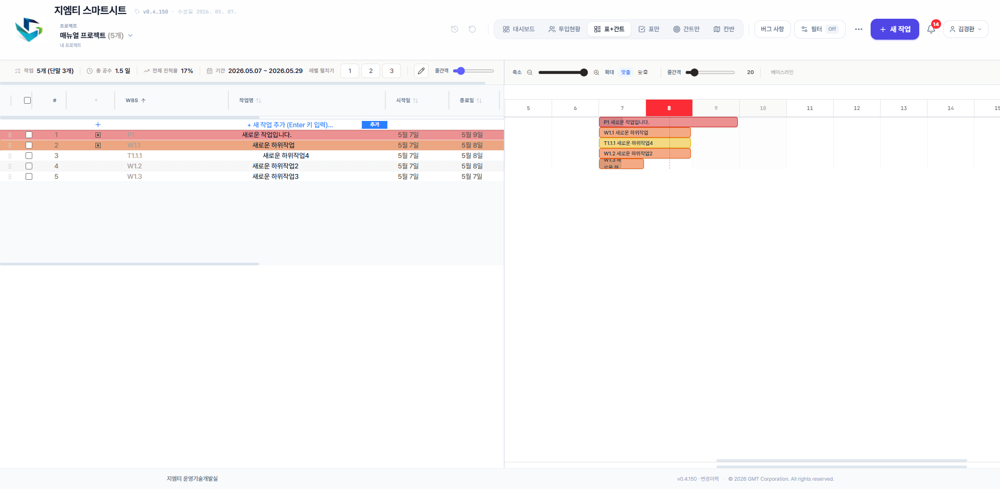 지엠티 스마트시트 v0.4.150 · 수정일 2026. 05. 07.
프로젝트
매뉴얼 프로젝트 (5개)
내 프로젝트
대시보드 투입현황 표+간트 표만 간트만 칸반 버그 사항 필터 Off ••• + 새 작업 14 김경환
작업 5개 (단말 3개) 총 공수 1.5 일 전체 진척율 17% 기간 2026.05.07 ~ 2026.05.29 레벨 펼치기 1 2 3 줄간격
축소 확대 맞춤 맞춤 줄간격 20 베이스라인
# WBS 작업명 시작일 종료일
5 6 7 8 9 10 11 12 13 14 15
+ + 새 작업 추가 (Enter 키 입력)... 추가
1 P1 새로운 작업입니다. 5월 7일 5월 9일
2 W1.1 새로운 하위작업 5월 7일 5월 8일
3 T1.1.1 새로운 하위작업4 5월 7일 5월 8일
4 W1.2 새로운 하위작업2 5월 7일 5월 8일
5 W1.3 새로운 하위작업3 5월 7일 5월 7일
P1 새로운 작업입니다.
W1.1 새로운 하위작업
T1.1.1 새로운 하위작업4
W1.2 새로운 하위작업2
W1.3 새
로운 하
지엠티 운영기술개발실
v0.4.150 · 변경이력 · © 2026 GMT Corporation. All rights reserved.